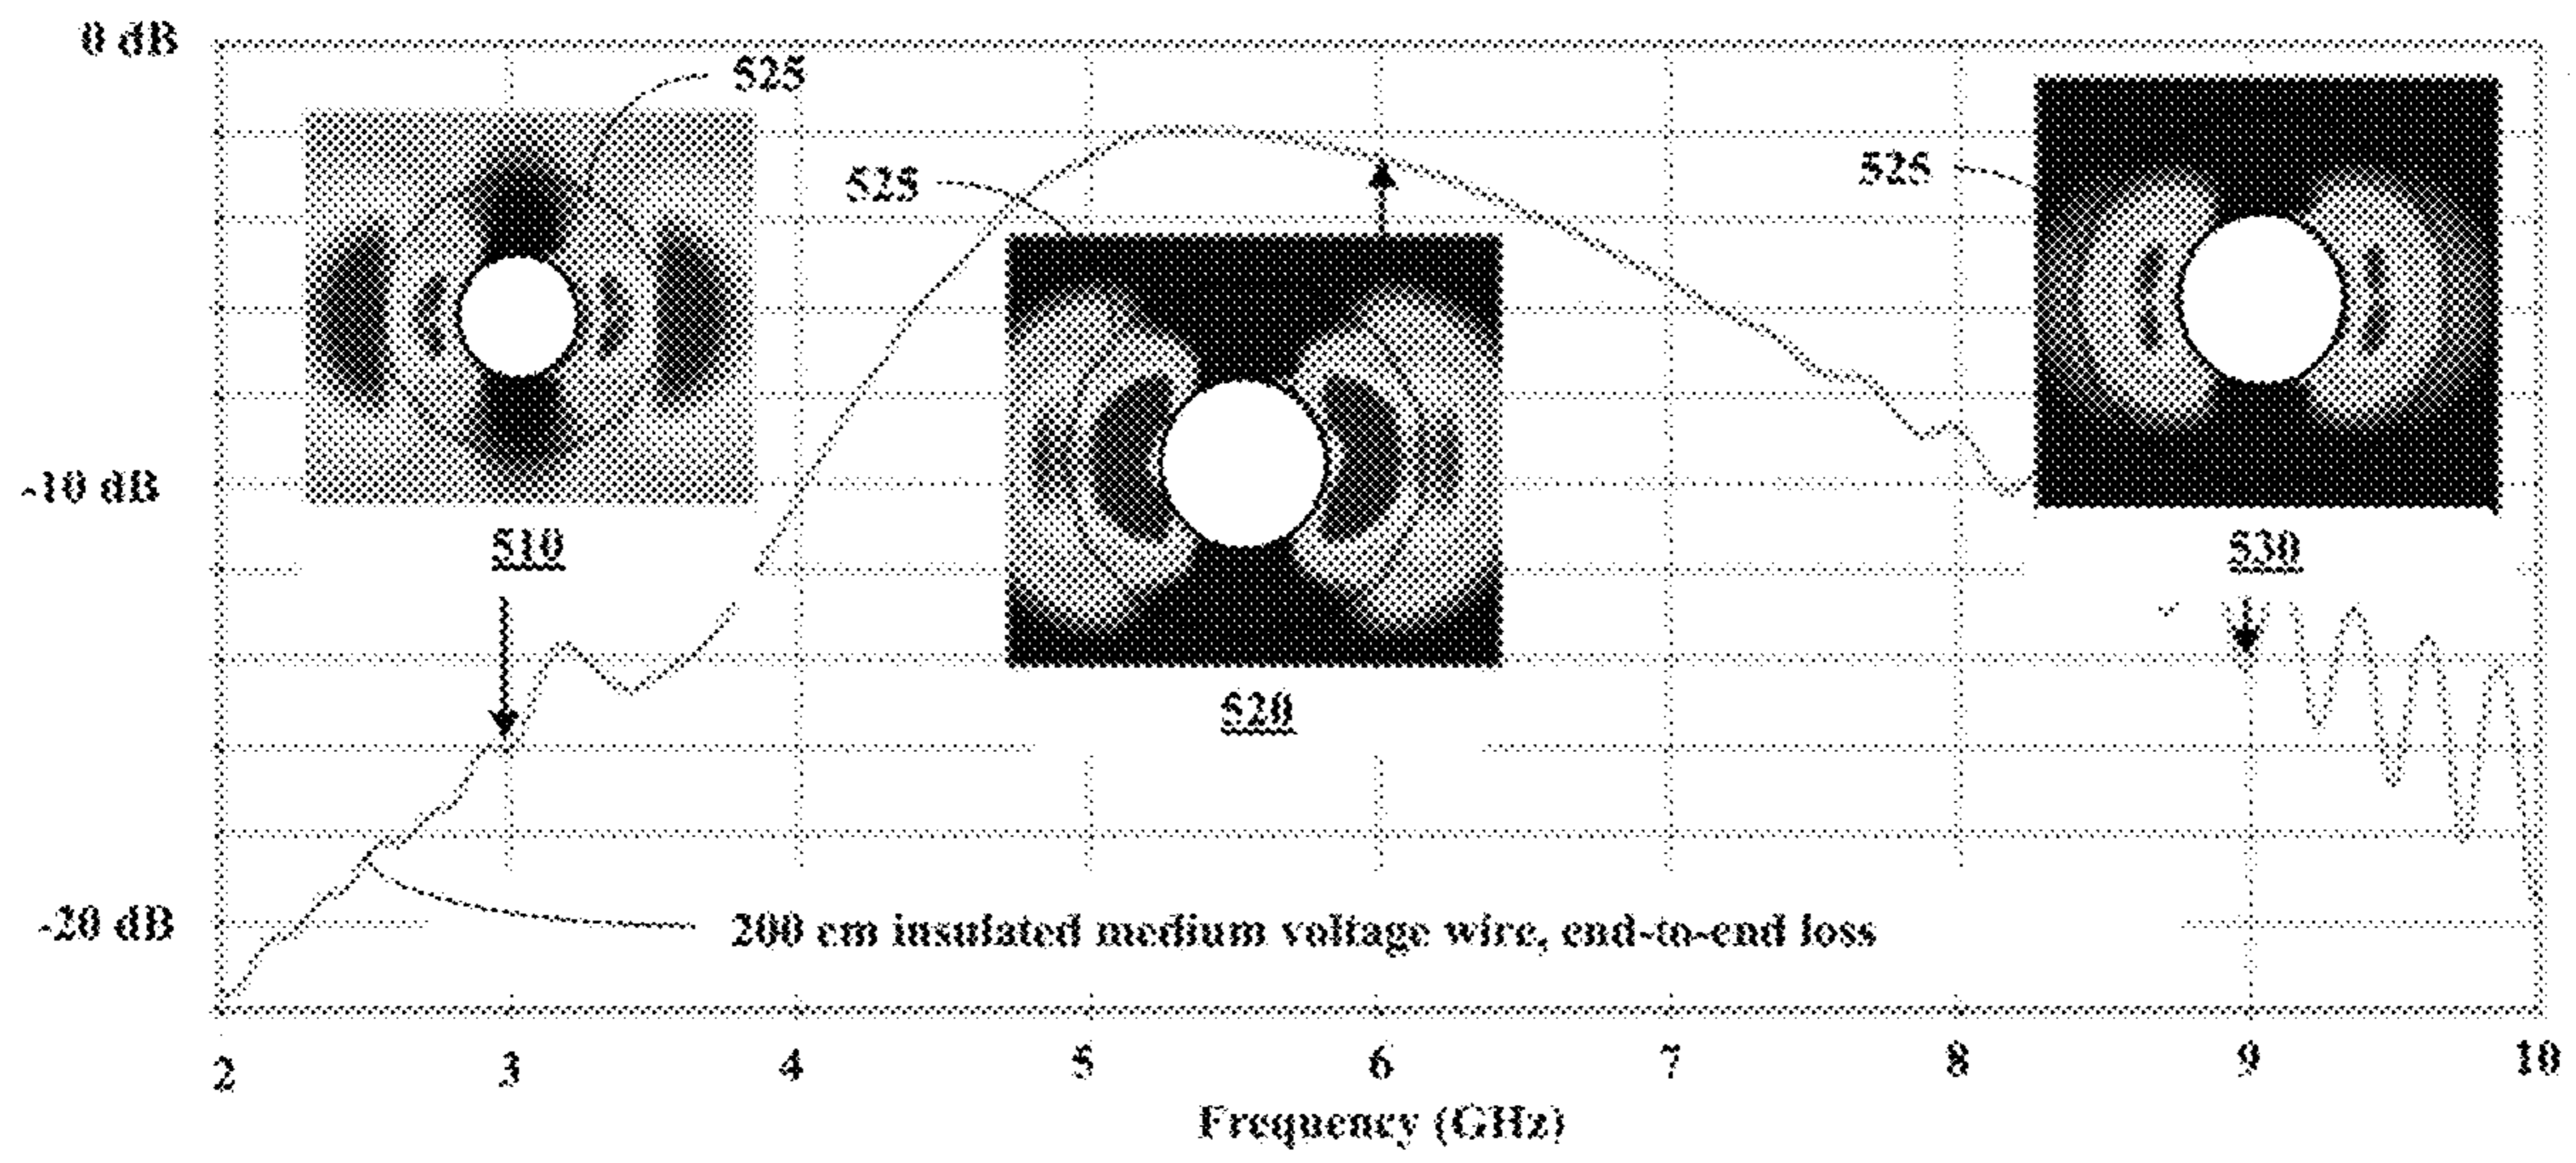 0 dB
525
525
525
-10 dB
510
530
520
-20 dB
200 cm insulated medium voltage wire, end-to-end loss
2 3 4 5 6 7 8 9 10
Frequency (GHz)